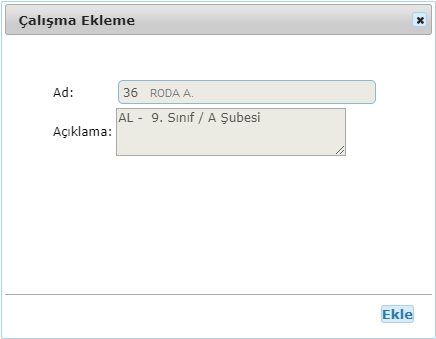 Çalışma Ekleme
Ad: 36 RODA A.
Açıklama: AL - 9. Sınıf / A Şubesi
Ekle